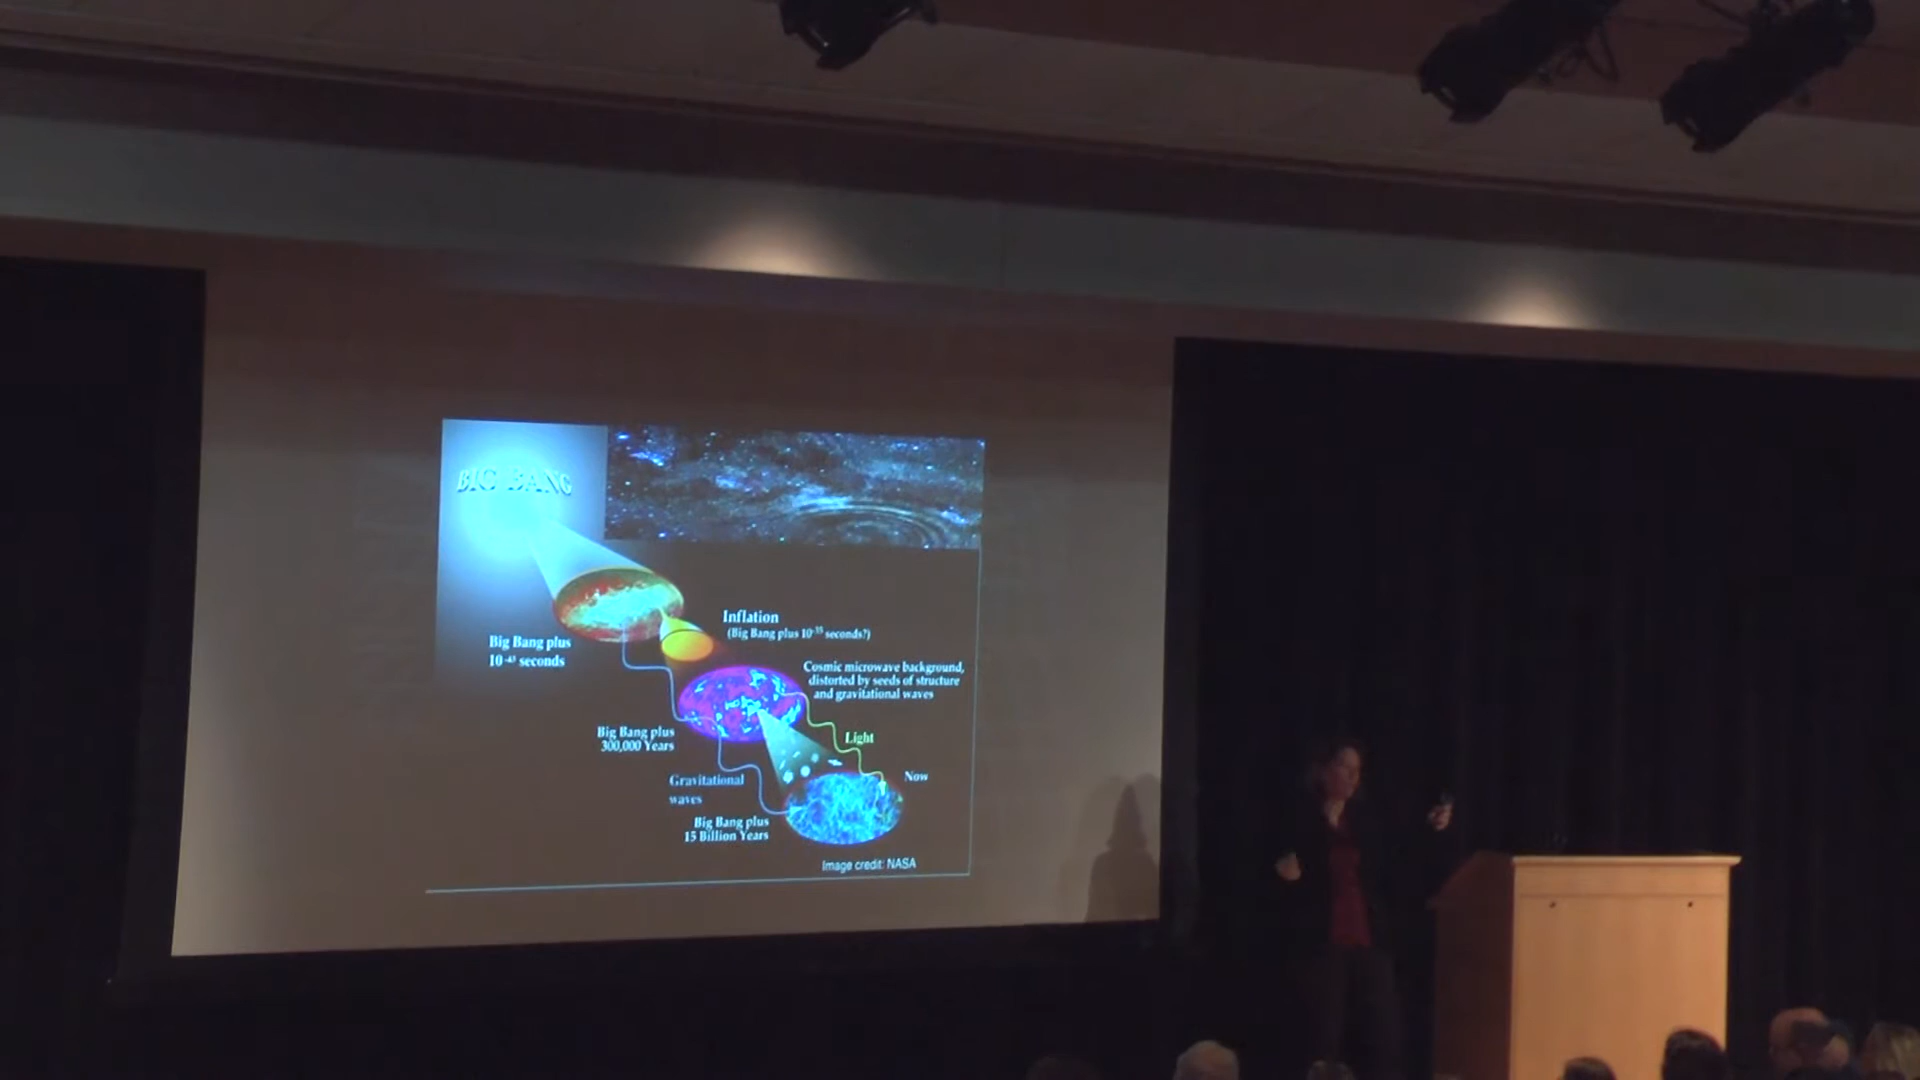 BIG BANG
Inflation
(Big Bang plus 10⁻³⁵ seconds?)
Big Bang plus
10⁻⁴³ seconds
Cosmic microwave background,
distorted by seeds of structure
and gravitational waves
Big Bang plus
300,000 Years
Light
Gravitational
waves
Now
Big Bang plus
15 Billion Years
Image credit: NASA